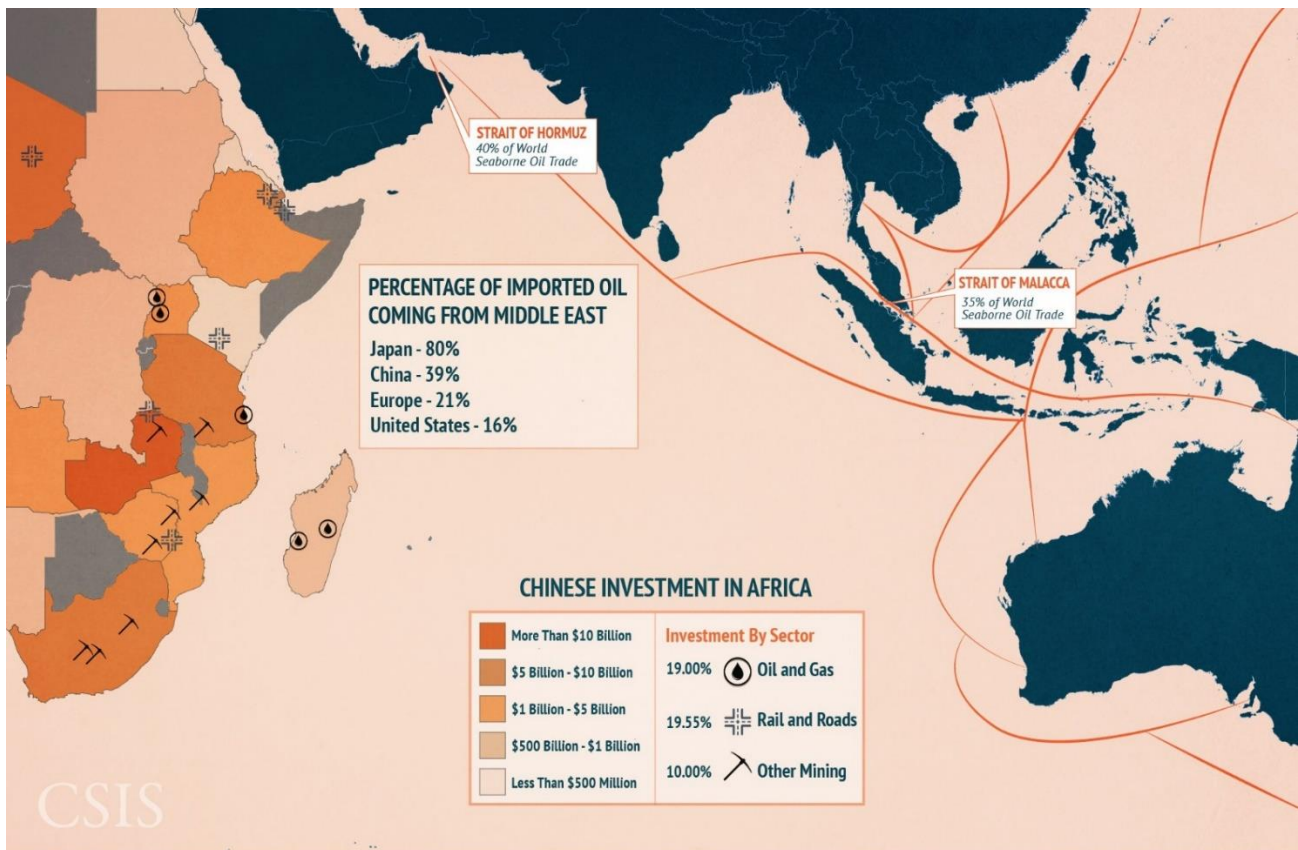 STRAIT OF HORMUZ
40% of World
Seaborne Oil Trade
PERCENTAGE OF IMPORTED OIL
COMING FROM MIDDLE EAST
Japan - 80%
China - 39%
Europe - 21%
United States - 16%
STRAIT OF MALACCA
35% of World
Seaborne Oil Trade
CHINESE INVESTMENT IN AFRICA
More Than $10 Billion
$5 Billion - $10 Billion
$1 Billion - $5 Billion
$500 Billion - $1 Billion
Less Than $500 Million
Investment By Sector
19.00% Oil and Gas
19.55% Rail and Roads
10.00% Other Mining
CSIS